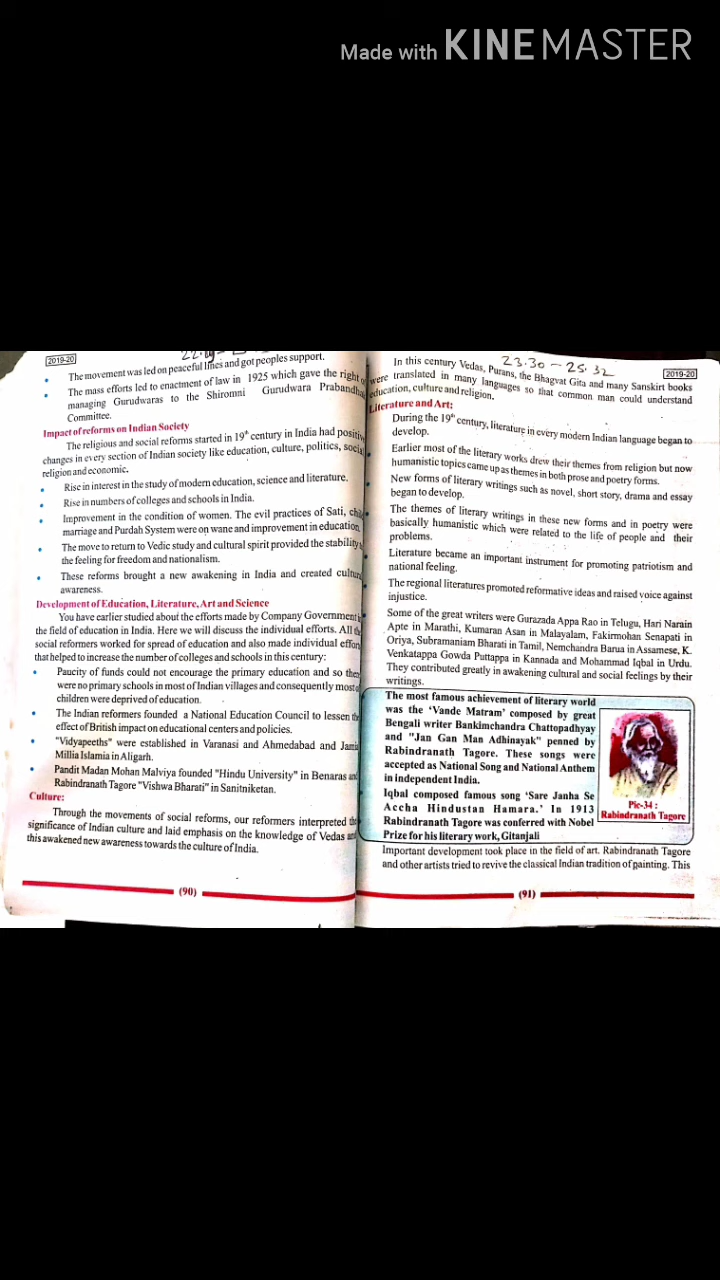 Made with KINEMASTER
2019-20
The movement was led on peaceful lines and got peoples support.
The mass efforts led to enactment of law in 1925 which gave the right of
managing Gurudwaras to the Shiromni Gurudwara Prabandhak
Committee.
Impact of reforms on Indian Society
The religious and social reforms started in 19th century in India had positive
changes in every section of Indian society like education, culture, politics, social
religion and economic.
Rise in interest in the study of modern education, science and literature.
Rise in numbers of colleges and schools in India.
Improvement in the condition of women. The evil practices of Sati, child
marriage and Purdah System were on wane and improvement in education.
The move to return to Vedic study and cultural spirit provided the stability to
the feeling for freedom and nationalism.
These reforms brought a new awakening in India and created cultural
awareness.
Development of Education, Literature, Art and Science
You have earlier studied about the efforts made by Company Government in
the field of education in India. Here we will discuss the individual efforts. All the
social reformers worked for spread of education and also made individual effort
that helped to increase the number of colleges and schools in this century:
Paucity of funds could not encourage the primary education and so there
were no primary schools in most of Indian villages and consequently most of
children were deprived of education.
The Indian reformers founded a National Education Council to lessen the
effect of British impact on educational centers and policies.
"Vidyapeeths" were established in Varanasi and Ahmedabad and Jamia
Millia Islamia in Aligarh.
Pandit Madan Mohan Malviya founded "Hindu University" in Benaras and
Rabindranath Tagore "Vishwa Bharati" in Sanitniketan.
Culture:
Through the movements of social reforms, our reformers interpreted the
significance of Indian culture and laid emphasis on the knowledge of Vedas and
this awakened new awareness towards the culture of India.
(90)
23.30 - 25.32
2019-20
In this century Vedas, Purans, the Bhagvat Gita and many Sanskirt books
were translated in many languages so that common man could understand
education, culture and religion.
Literature and Art:
During the 19th century, literature in every modern Indian language began to
develop.
Earlier most of the literary works drew their themes from religion but now
humanistic topics came up as themes in both prose and poetry forms.
New forms of literary writings such as novel, short story, drama and essay
began to develop.
The themes of literary writings in these new forms and in poetry were
basically humanistic which were related to the life of people and their
problems.
Literature became an important instrument for promoting patriotism and
national feeling.
The regional literatures promoted reformative ideas and raised voice against
injustice.
Some of the great writers were Gurazada Appa Rao in Telugu, Hari Narain
Apte in Marathi, Kumaran Asan in Malayalam, Fakirmohan Senapati in
Oriya, Subramaniam Bharati in Tamil, Nemchandra Barua in Assamese, K.
Venkatappa Gowda Puttappa in Kannada and Mohammad Iqbal in Urdu.
They contributed greatly in awakening cultural and social feelings by their
writings.
The most famous achievement of literary world
was the 'Vande Matram' composed by great
Bengali writer Bankimchandra Chattopadhyay
and "Jan Gan Man Adhinayak" penned by
Rabindranath Tagore. These songs were
accepted as National Song and National Anthem
in independent India.
Iqbal composed famous song 'Sare Janha Se
Accha Hindustan Hamara.' In 1913
Rabindranath Tagore was conferred with Nobel
Prize for his literary work, Gitanjali
Pic-34 :
Rabindranath Tagore
Important development took place in the field of art. Rabindranath Tagore
and other artists tried to revive the classical Indian tradition of painting. This
(91)